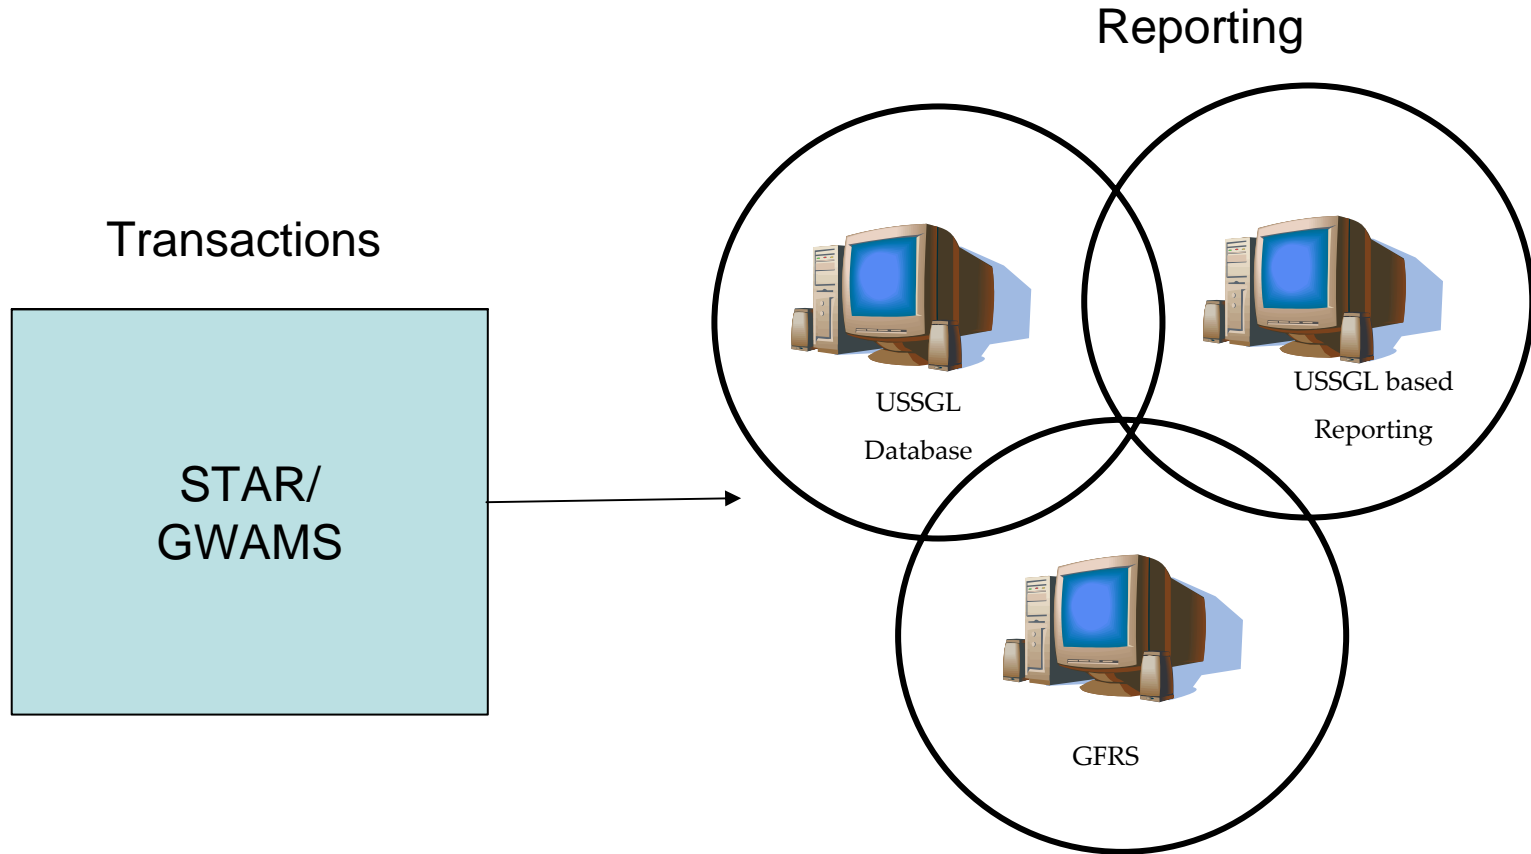 Reporting
Transactions
STAR/
GWAMS
USSGL
Database
USSGL based
Reporting
GFRS